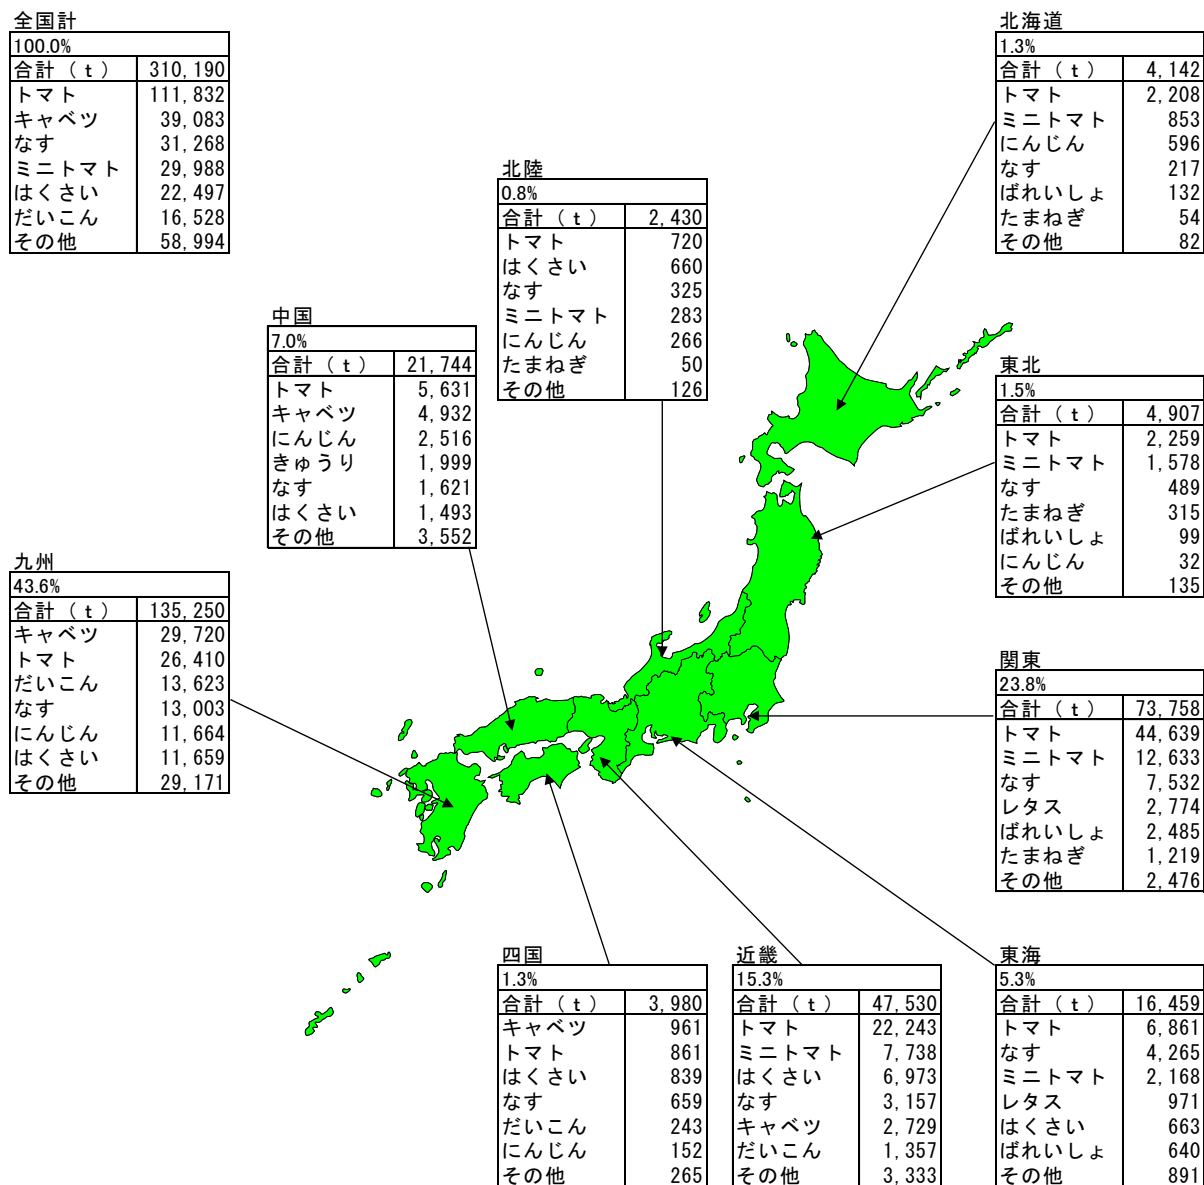 全国計
100.0%
合計（ｔ） 310,190
トマト 111,832
キャベツ 39,083
なす 31,268
ミニトマト 29,988
はくさい 22,497
だいこん 16,528
その他 58,994
北海道
1.3%
合計（ｔ） 4,142
トマト 2,208
ミニトマト 853
にんじん 596
なす 217
ばれいしょ 132
たまねぎ 54
その他 82
北陸
0.8%
合計（ｔ） 2,430
トマト 720
はくさい 660
なす 325
ミニトマト 283
にんじん 266
たまねぎ 50
その他 126
中国
7.0%
合計（ｔ） 21,744
トマト 5,631
キャベツ 4,932
にんじん 2,516
きゅうり 1,999
なす 1,621
はくさい 1,493
その他 3,552
東北
1.5%
合計（ｔ） 4,907
トマト 2,259
ミニトマト 1,578
なす 489
たまねぎ 315
ばれいしょ 99
にんじん 32
その他 135
九州
43.6%
合計（ｔ） 135,250
キャベツ 29,720
トマト 26,410
だいこん 13,623
なす 13,003
にんじん 11,664
はくさい 11,659
その他 29,171
関東
23.8%
合計（ｔ） 73,758
トマト 44,639
ミニトマト 12,633
なす 7,532
レタス 2,774
ばれいしょ 2,485
たまねぎ 1,219
その他 2,476
四国
1.3%
合計（ｔ） 3,980
キャベツ 961
トマト 861
はくさい 839
なす 659
だいこん 243
にんじん 152
その他 265
近畿
15.3%
合計（ｔ） 47,530
トマト 22,243
ミニトマト 7,738
はくさい 6,973
なす 3,157
キャベツ 2,729
だいこん 1,357
その他 3,333
東海
5.3%
合計（ｔ） 16,459
トマト 6,861
なす 4,265
ミニトマト 2,168
レタス 971
はくさい 663
ばれいしょ 640
その他 891